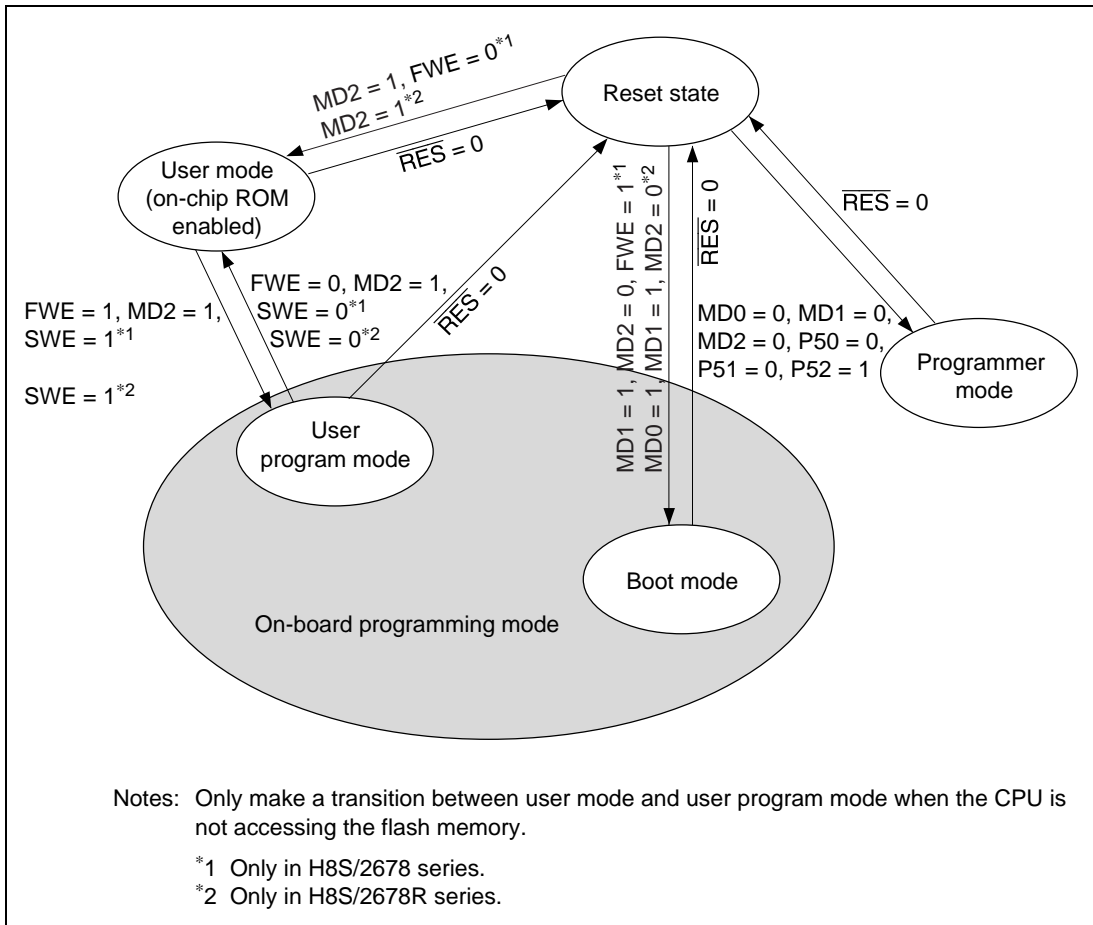 MD2 = 1, FWE = 0*1
MD2 = 1*2
RES = 0
Reset state
User mode
(on-chip ROM
enabled)
RES = 0
FWE = 1, MD2 = 1,
SWE = 1*1
SWE = 1*2
FWE = 0, MD2 = 1,
SWE = 0*1
SWE = 0*2
RES = 0
MD1 = 1, MD2 = 0, FWE = 1*1
MD0 = 1, MD1 = 1, MD2 = 0*2
RES = 0
MD0 = 0, MD1 = 0,
MD2 = 0, P50 = 0,
P51 = 0, P52 = 1
Programmer
mode
User
program mode
Boot mode
On-board programming mode
Notes: Only make a transition between user mode and user program mode when the CPU is
not accessing the flash memory.
*1 Only in H8S/2678 series.
*2 Only in H8S/2678R series.